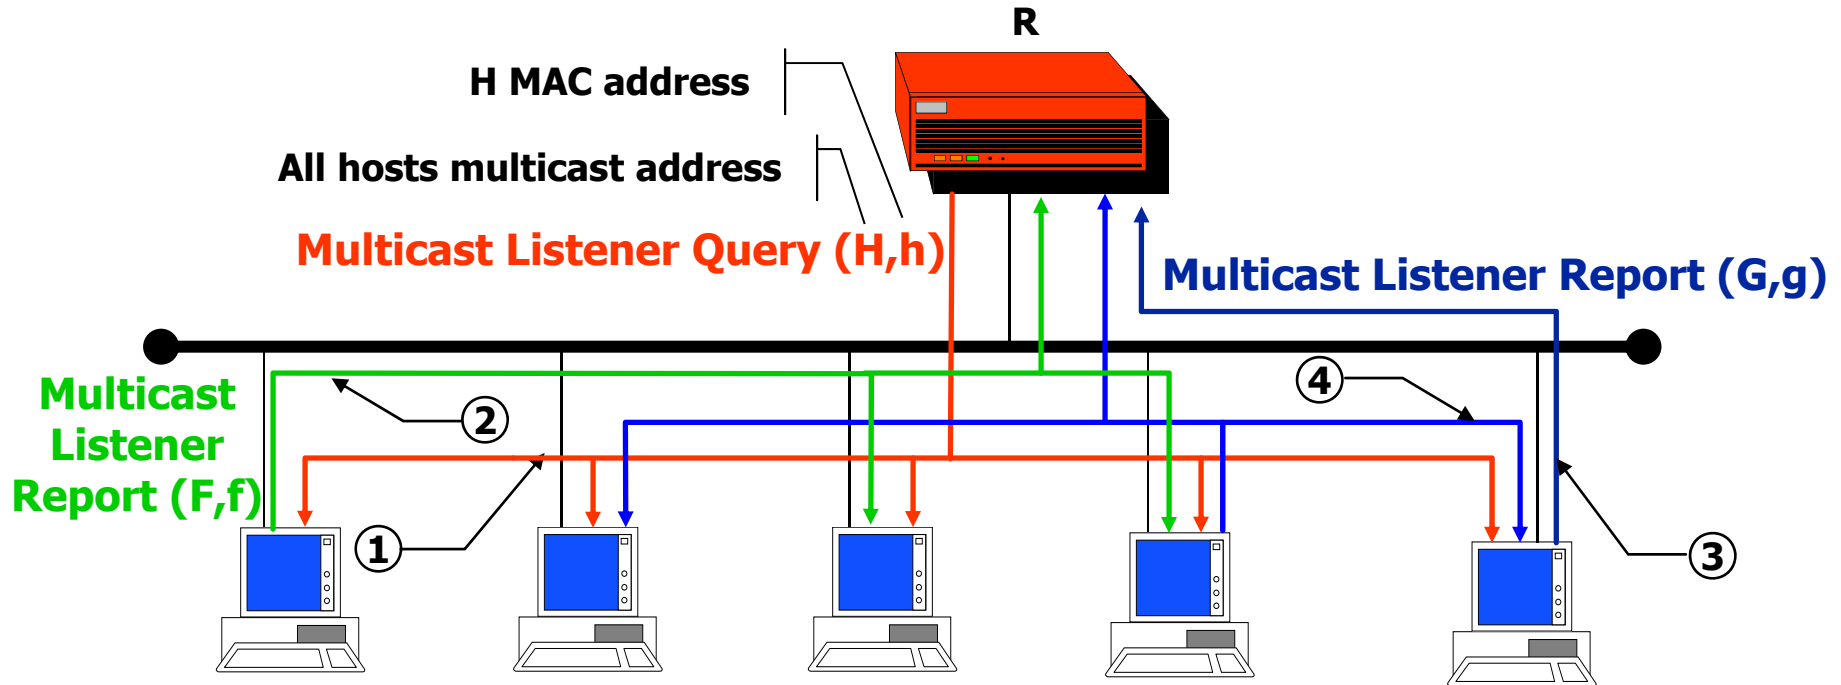 R
H MAC address
All hosts multicast address
Multicast Listener Query (H,h)
Multicast Listener Report (G,g)
Multicast
Listener
Report (F,f)
2
4
1
3